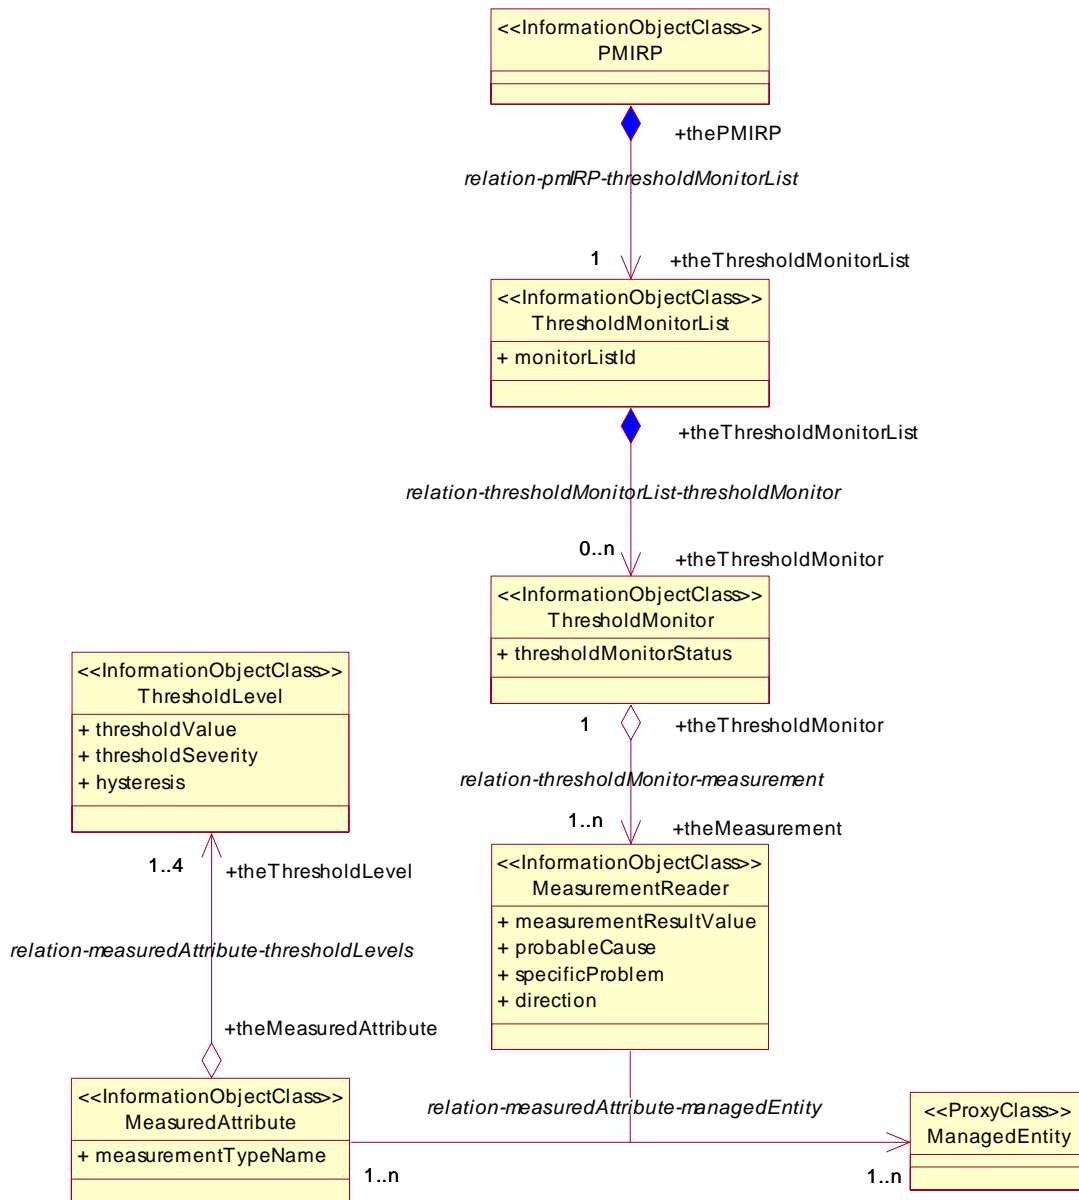 <<InformationObjectClass>>
PMIRP
+thePMIRP
relation-pmIRP-thresholdMonitorList
1
+theThresholdMonitorList
<<InformationObjectClass>>
ThresholdMonitorList
+ monitorListId
+theThresholdMonitorList
relation-thresholdMonitorList-thresholdMonitor
0..n
+theThresholdMonitor
<<InformationObjectClass>>
ThresholdMonitor
+ thresholdMonitorStatus
<<InformationObjectClass>>
ThresholdLevel
+ thresholdValue
+ thresholdSeverity
+ hysteresis
1
+theThresholdMonitor
relation-thresholdMonitor-measurement
1..n
+theMeasurement
<<InformationObjectClass>>
MeasurementReader
+ measurementResultValue
+ probableCause
+ specificProblem
+ direction
1..4
+theThresholdLevel
relation-measuredAttribute-thresholdLevels
+theMeasuredAttribute
<<InformationObjectClass>>
MeasuredAttribute
+ measurementTypeName
relation-measuredAttribute-managedEntity
1..n
1..n
<<ProxyClass>>
ManagedEntity